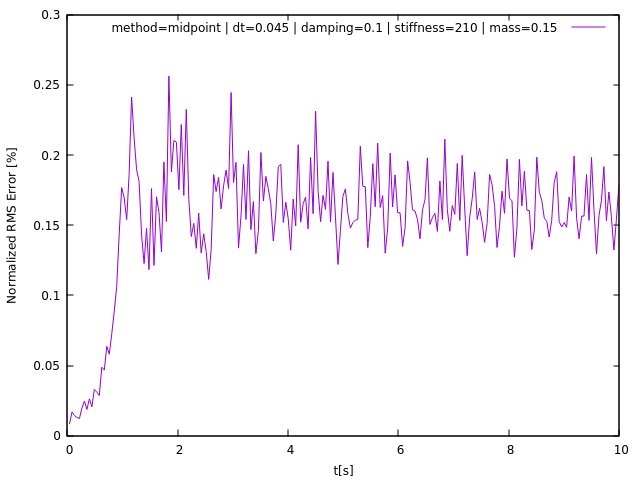 method=midpoint | dt=0.045 | damping=0.1 | stiffness=210 | mass=0.15
0.3
0.25
0.2
0.15
0.1
0.05
0
Normalized RMS Error [%]
0 2 4 6 8 10
t[s]